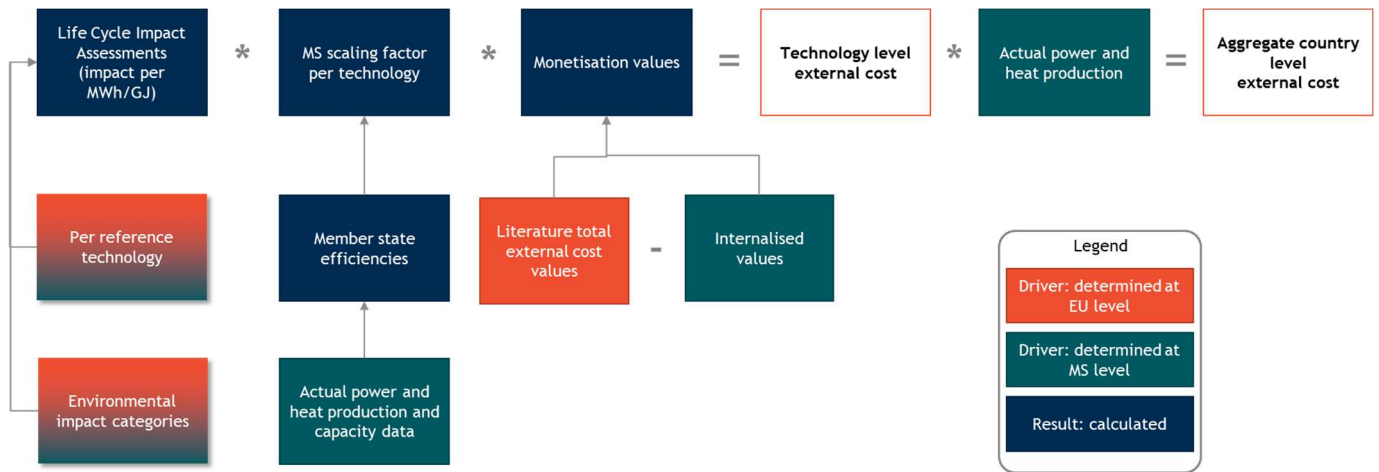 Life Cycle Impact
Assessments
(impact per
MWh/GJ)
*
MS scaling factor
per technology
*
Monetisation values
=
Technology level
external cost
*
Actual power and
heat production
=
Aggregate country
level
external cost
Per reference
technology
Member state
efficiencies
Literature total
external cost
values
-
Internalised
values
Environmental
impact categories
Actual power and
heat production and
capacity data
Legend
Driver: determined at
EU level
Driver: determined at
MS level
Result: calculated